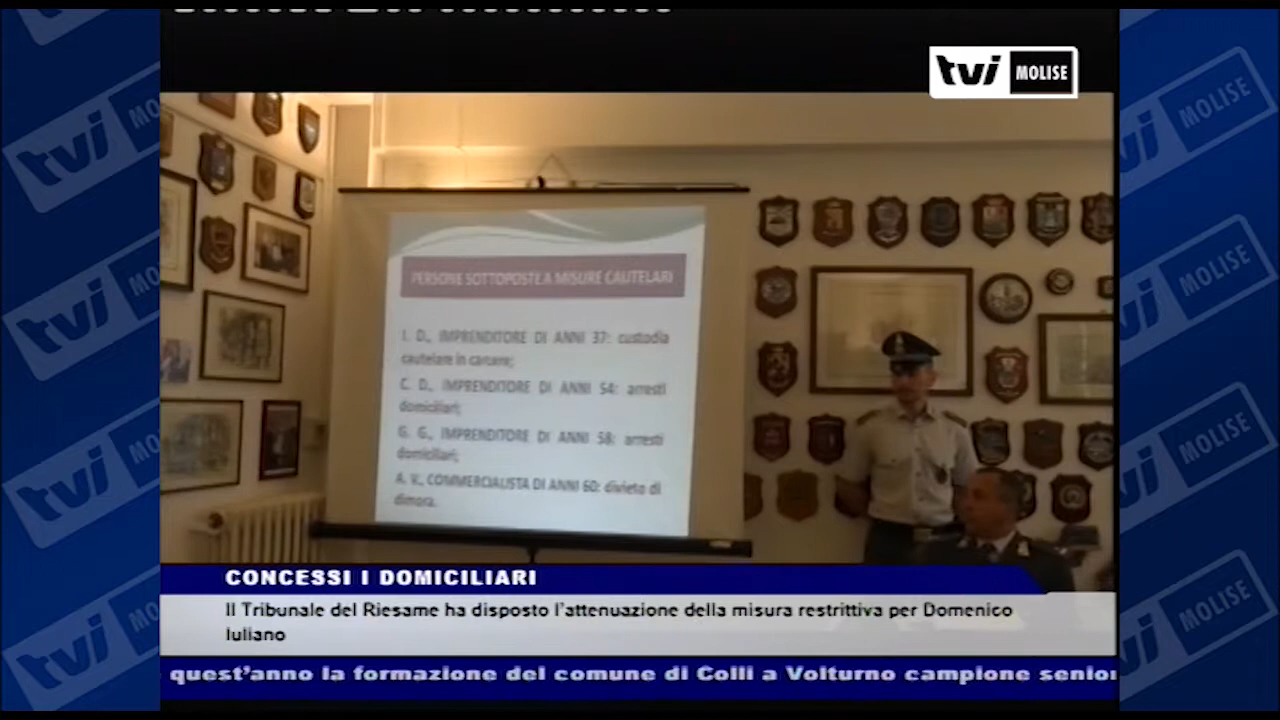 tvi MOLISE
PERSONE SOTTOPOSTE A MISURE CAUTELARI
I. D., IMPRENDITORE DI ANNI 37: custodia
cautelare in carcere;
C. D., IMPRENDITORE DI ANNI 54: arresti
domiciliari;
G. G., IMPRENDITORE DI ANNI 58: arresti
domiciliari;
A. V., COMMERCIALISTA DI ANNI 60: divieto di
dimora.
CONCESSI I DOMICILIARI
Il Tribunale del Riesame ha disposto l'attenuazione della misura restrittiva per Domenico
Iuliano
quest'anno la formazione del comune di Colli a Volturno campione senior